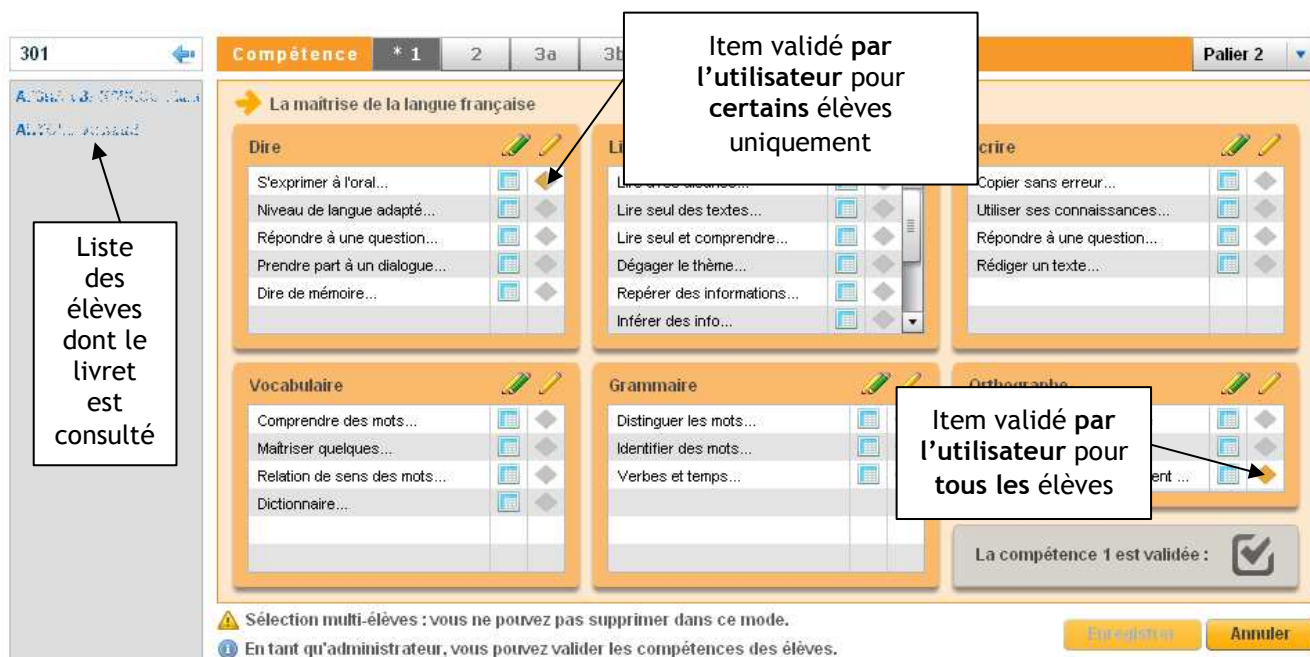 301
Compétence
* 1
2
3a
3b
Palier 2
Item validé par
l’utilisateur pour
certains élèves
uniquement
La maîtrise de la langue française
Dire
S'exprimer à l'oral...
Niveau de langue adapté...
Répondre à une question...
Prendre part à un dialogue...
Dire de mémoire...
Lire seul des textes...
Lire seul et comprendre...
Dégager le thème...
Repérer des informations...
Inférer des info...
Copier sans erreur...
Utiliser ses connaissances...
Répondre à une question...
Rédiger un texte...
Liste
des
élèves
dont le
livret
est
consulté
Vocabulaire
Comprendre des mots...
Maîtriser quelques...
Relation de sens des mots...
Dictionnaire...
Grammaire
Distinguer les mots...
Identifier des mots...
Verbes et temps...
Orthographe
Item validé par
l’utilisateur pour
tous les élèves
La compétence 1 est validée :
Sélection multi-élèves : vous ne pouvez pas supprimer dans ce mode.
En tant qu'administrateur, vous pouvez valider les compétences des élèves.
Enregistrer
Annuler